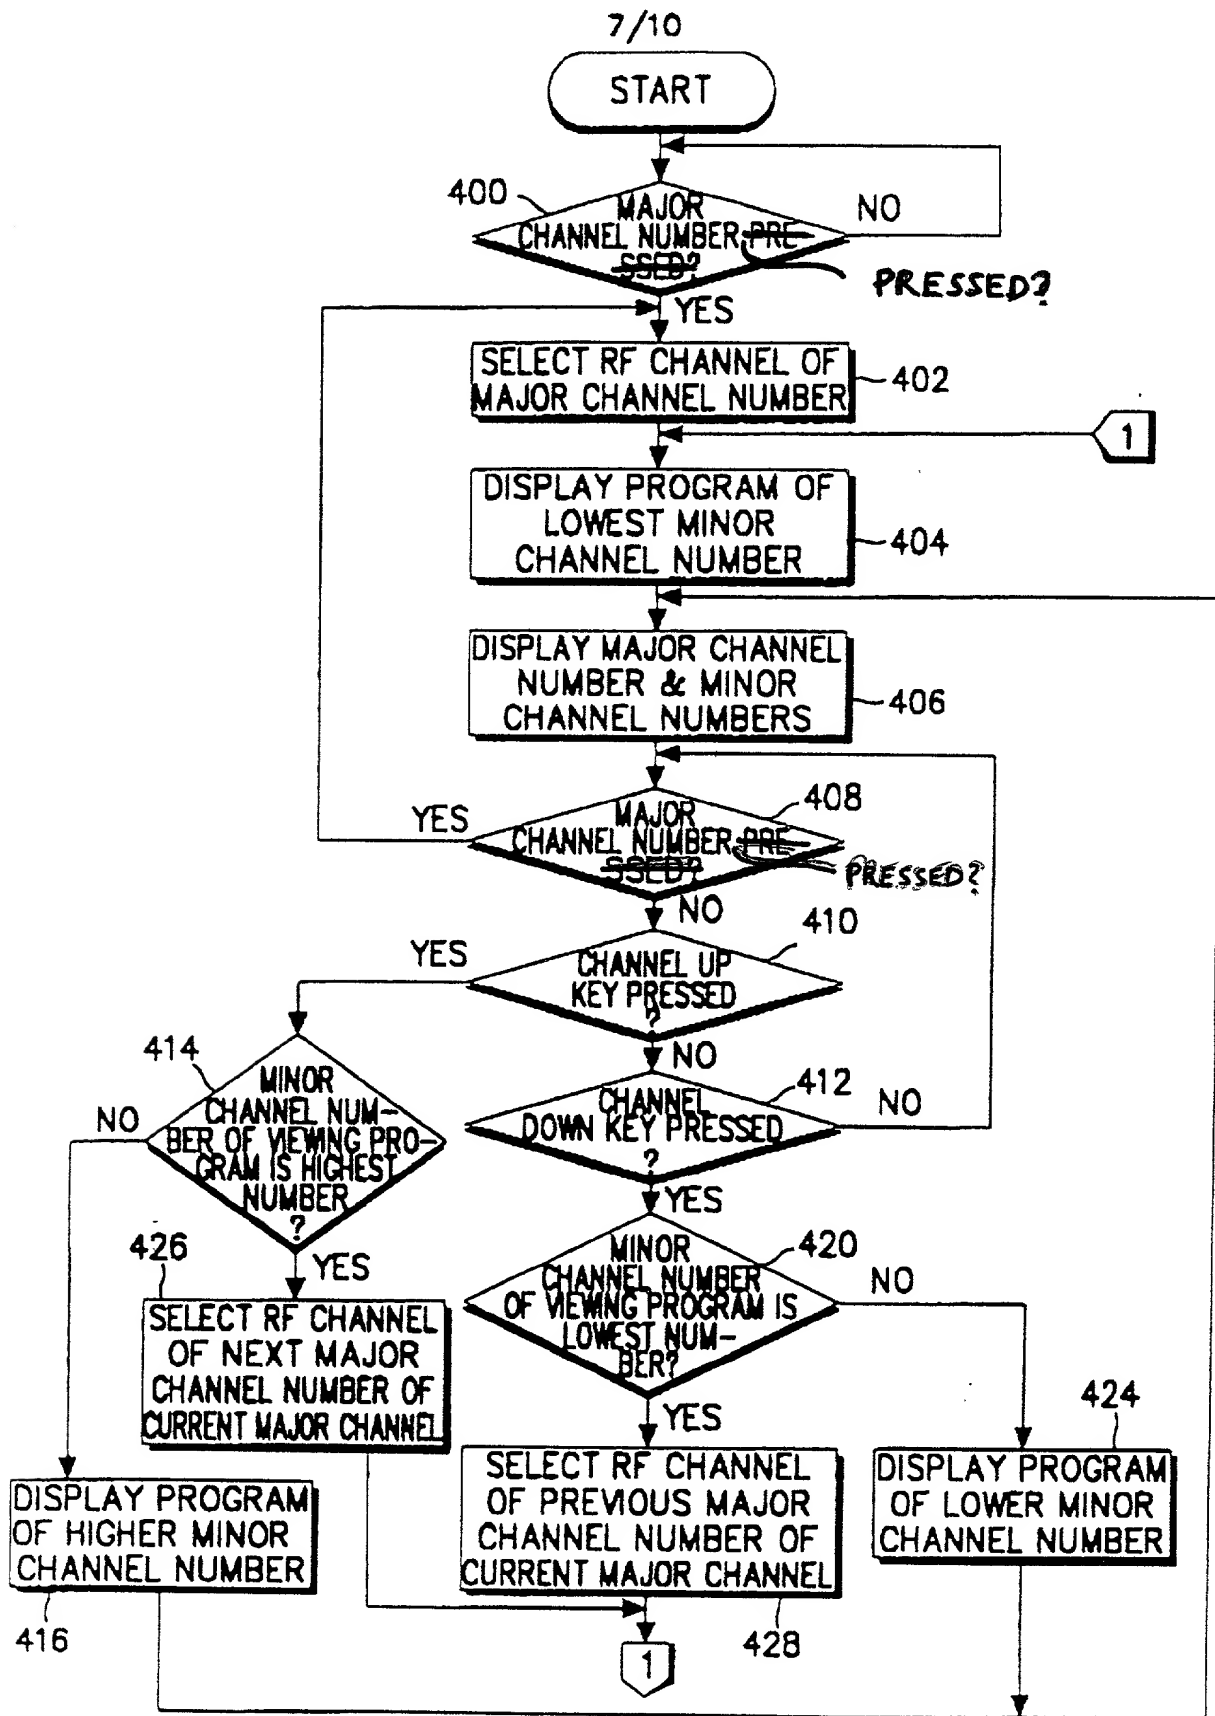 7/10
START
400
MAJOR
CHANNEL NUMBER PRE-
SSED?
NO
PRESSED?
YES
SELECT RF CHANNEL OF
MAJOR CHANNEL NUMBER
402
1
DISPLAY PROGRAM OF
LOWEST MINOR
CHANNEL NUMBER
404
DISPLAY MAJOR CHANNEL
NUMBER & MINOR
CHANNEL NUMBERS
406
YES
408
MAJOR
CHANNEL NUMBER PRE-
SSED?
PRESSED?
NO
410
YES
CHANNEL UP
KEY PRESSED
?
NO
414
MINOR
CHANNEL NUM-
BER OF VIEWING PRO-
GRAM IS HIGHEST
NUMBER
?
NO
412
CHANNEL
DOWN KEY PRESSED
?
NO
YES
426
YES
SELECT RF CHANNEL
OF NEXT MAJOR
CHANNEL NUMBER OF
CURRENT MAJOR CHANNEL
420
MINOR
CHANNEL NUMBER
OF VIEWING PROGRAM IS
LOWEST NUM-
BER?
NO
YES
424
DISPLAY PROGRAM
OF HIGHER MINOR
CHANNEL NUMBER
416
SELECT RF CHANNEL
OF PREVIOUS MAJOR
CHANNEL NUMBER OF
CURRENT MAJOR CHANNEL
428
DISPLAY PROGRAM
OF LOWER MINOR
CHANNEL NUMBER
1